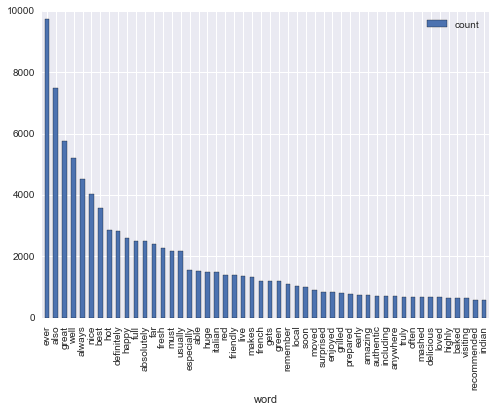 10000
8000
6000
4000
2000
0
count
ever
also
great
well
always
nice
best
hot
definitely
happy
full
absolutely
far
fresh
must
usually
especially
able
huge
italian
red
friendly
live
makes
french
gets
green
remember
local
soon
moved
surprised
enjoyed
grilled
prepared
early
amazing
authentic
including
anywhere
truly
often
mashed
delicious
loved
highly
baked
visiting
recommended
indian
word